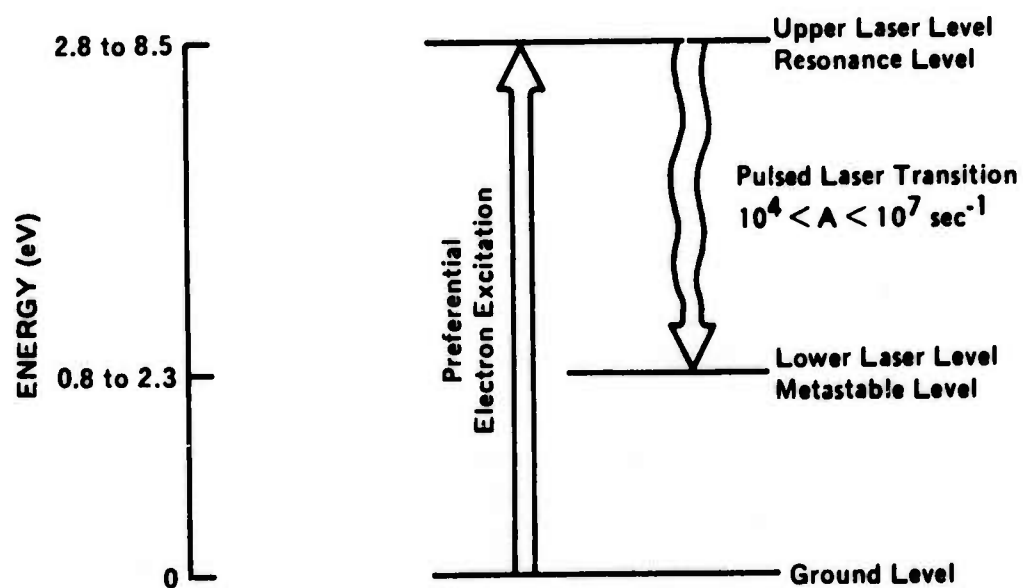 2.8 to 8.5
Upper Laser Level
Resonance Level
Pulsed Laser Transition
10⁴ < A < 10⁷ sec⁻¹
ENERGY (eV)
Preferential
Electron Excitation
0.8 to 2.3
Lower Laser Level
Metastable Level
0
Ground Level